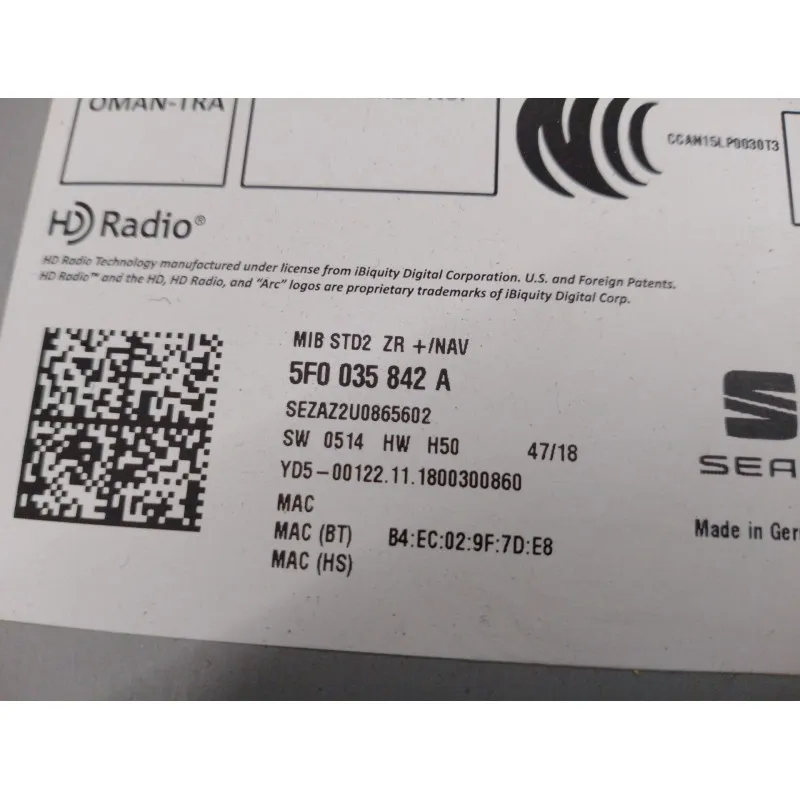 OMAN-TRA
CCAM15LP0030T3
HD Radio®
HD Radio Technology manufactured under license from iBiquity Digital Corporation. U.S. and Foreign Patents.
HD Radio™ and the HD, HD Radio, and “Arc” logos are proprietary trademarks of iBiquity Digital Corp.
MIB STD2 ZR +/NAV
5F0 035 842 A
SEZAZ2U0865602
SW 0514 HW H50 47/18
YD5-00122.11.1800300860
SEA
MAC
MAC (BT) B4:EC:02:9F:7D:E8
Made in Ger
MAC (HS)